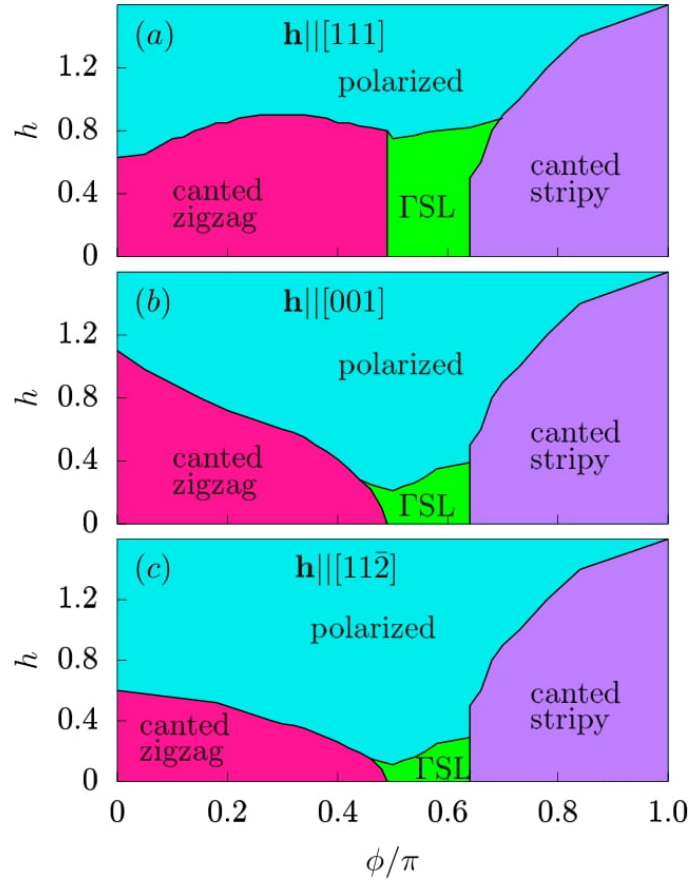 (a)
h||[111]
polarized
canted
zigzag
ΓSL
canted
stripy
h
1.2
0.8
0.4
0
(b)
h||[001]
polarized
canted
zigzag
ΓSL
canted
stripy
h
1.2
0.8
0.4
0
(c)
h||[112̄]
polarized
canted
zigzag
ΓSL
canted
stripy
h
1.2
0.8
0.4
0
0 0.2 0.4 0.6 0.8 1.0
ϕ/π